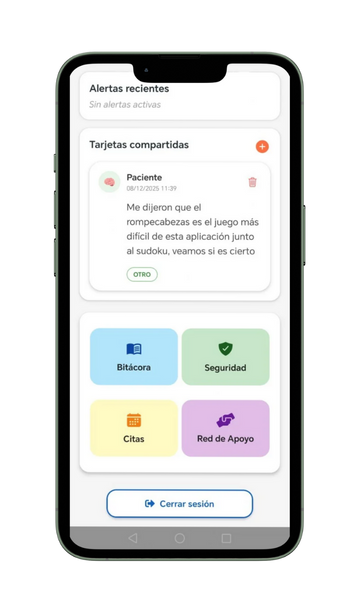 Alertas recientes
Sin alertas activas
Tarjetas compartidas
Paciente
08/12/2025 11:39
Me dijeron que el
rompecabezas es el juego más
difícil de esta aplicación junto
al sudoku, veamos si es cierto
OTRO
Bitácora
Seguridad
Citas
Red de Apoyo
Cerrar sesión